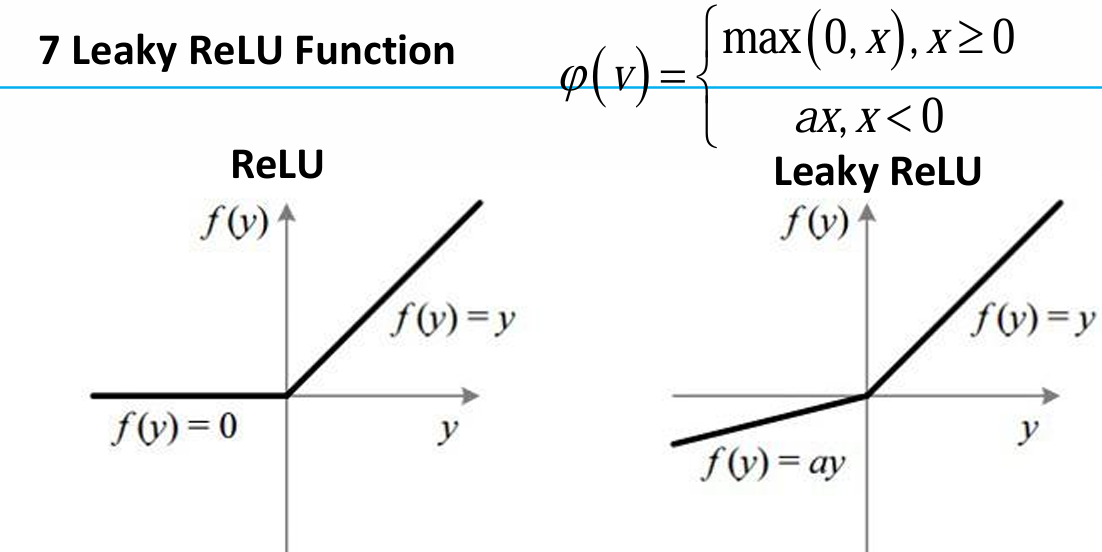 7 Leaky ReLU Function
φ(v) = { max(0, x), x ≥ 0
ax, x < 0
ReLU
f(y)
f(y) = y
f(y) = 0
y
Leaky ReLU
f(y)
f(y) = y
f(y) = ay
y